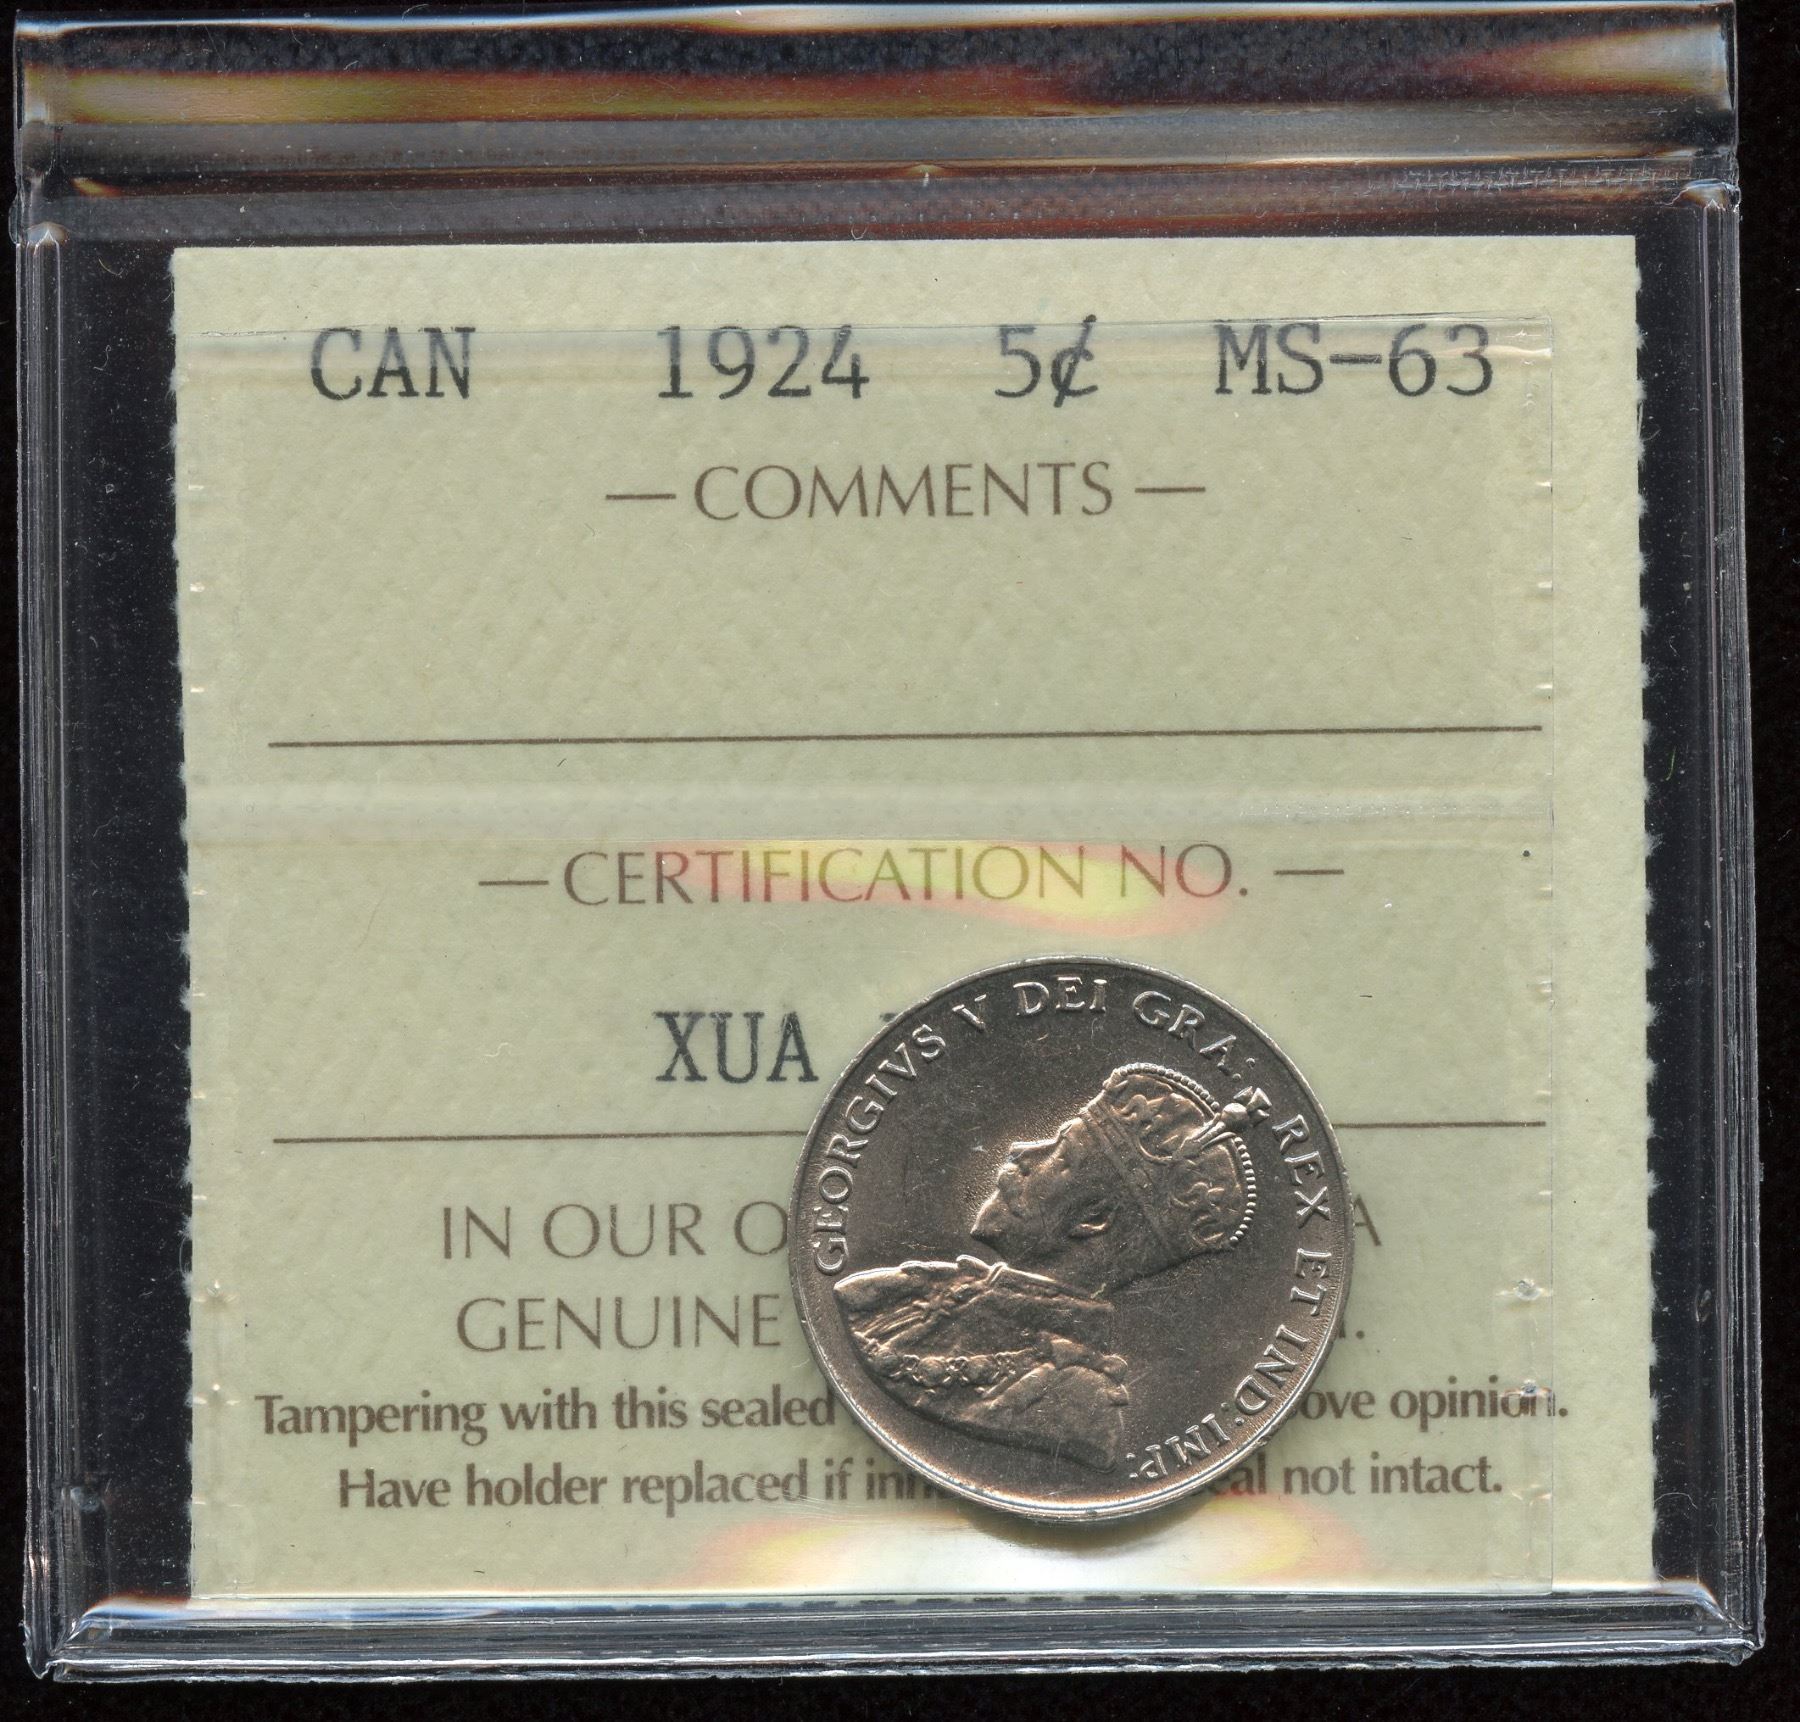 CAN 1924 5¢ MS-63
— COMMENTS —
— CERTIFICATION NO. —
XUA
IN OUR O A
GENUINE .
Tampering with this sealed ove opinion.
Have holder replaced if inn al not intact.
GEORGIVS V DEI GRA: REX ET IND: IMP: